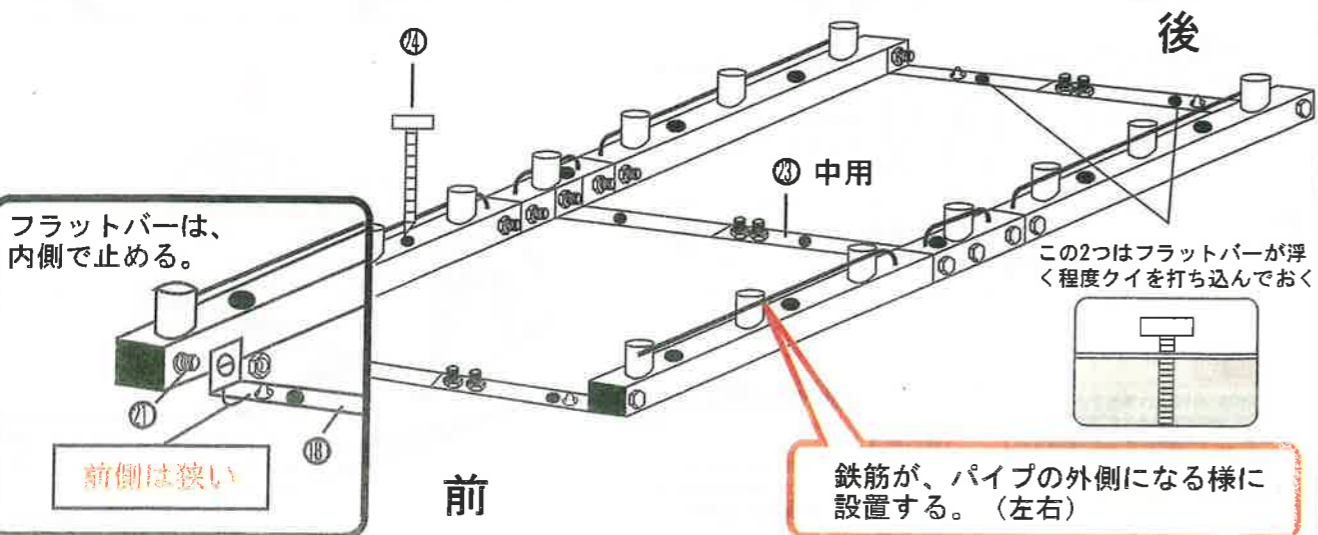 後
㉔
㉓ 中用
フラットバーは、
内側で止める。
この2つはフラットバーが浮
く程度クイを打ち込んでおく
㉑
⑱
前側は狭い
前
鉄筋が、パイプの外側になる様に
設置する。（左右）